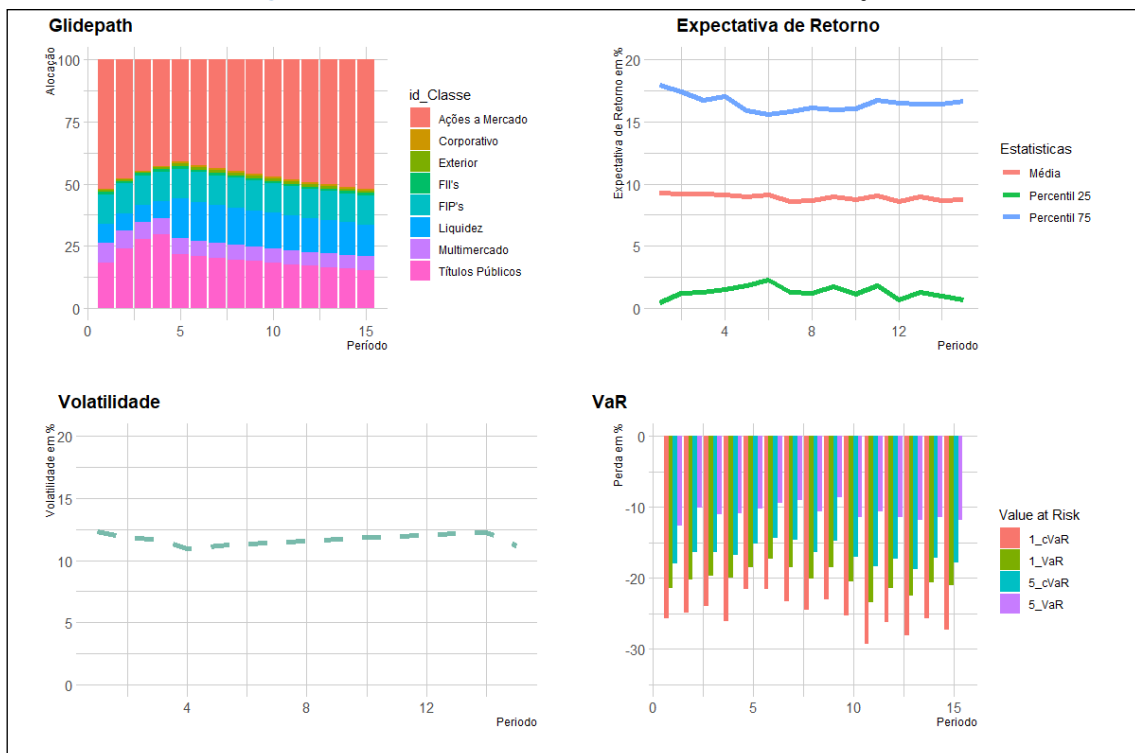 Glidepath
Alocação
100
75
50
25
0
0
5
10
15
Período
id_Classe
Ações a Mercado
Corporativo
Exterior
FII's
FIP's
Liquidez
Multimercado
Títulos Públicos
Expectativa de Retorno
Expectativa de Retorno em %
20
15
10
5
0
4
8
12
Periodo
Estatisticas
Média
Percentil 25
Percentil 75
Volatilidade
Volatilidade em %
20
15
10
5
0
4
8
12
Periodo
VaR
Perda em %
0
-10
-20
-30
0
5
10
15
Periodo
Value at Risk
1_cVaR
1_VaR
5_cVaR
5_VaR